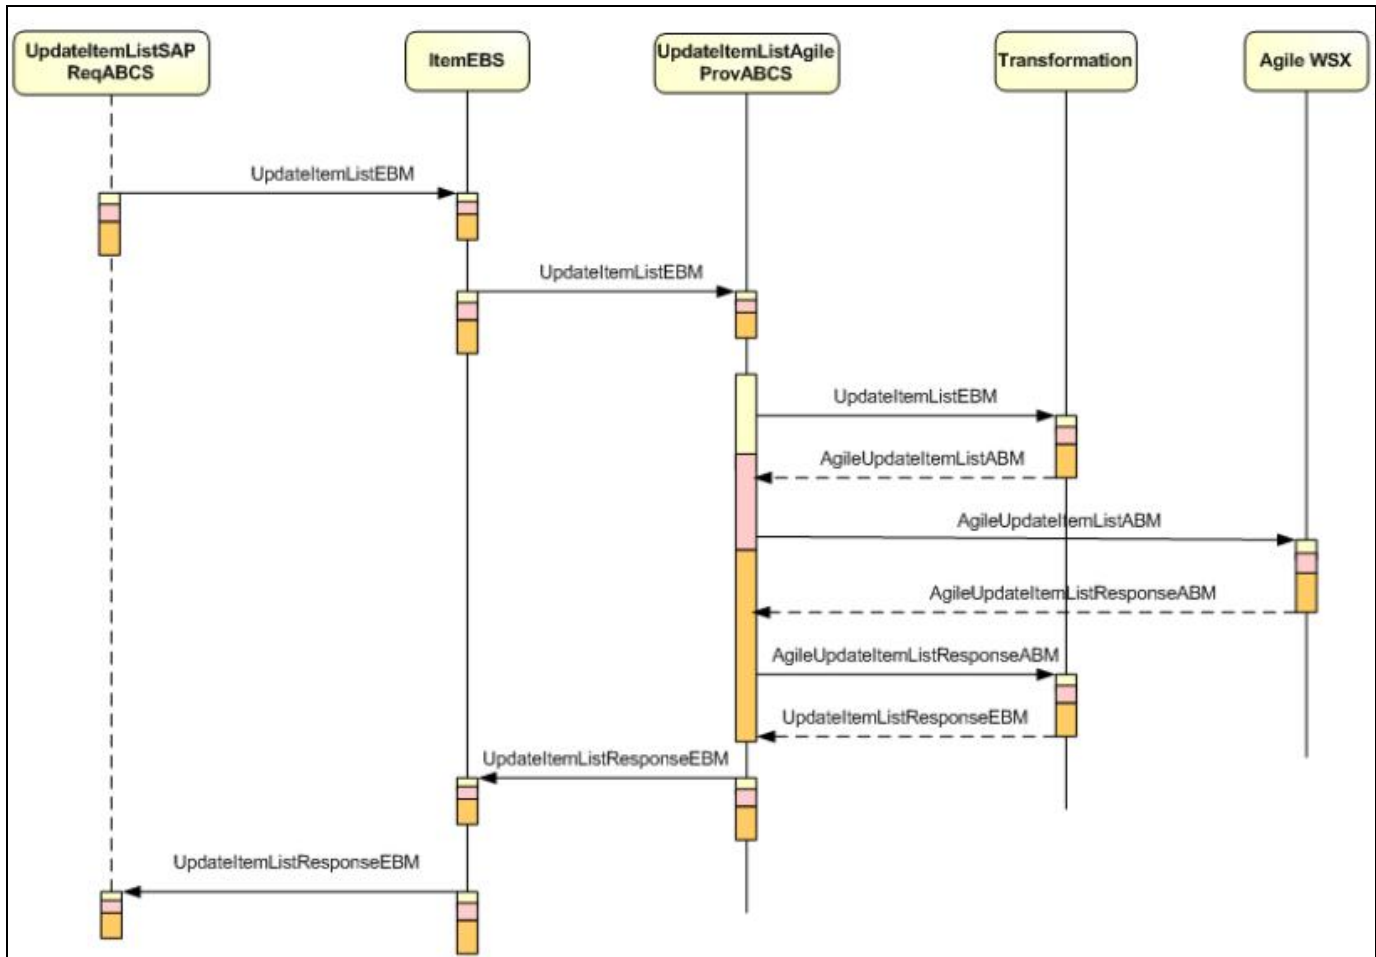 UpdateItemListSAP
ReqABCS
ItemEBS
UpdateItemListAgile
ProvABCS
Transformation
Agile WSX
UpdateItemListEBM
UpdateItemListEBM
UpdateItemListEBM
AgileUpdateItemListABM
AgileUpdateItemListABM
AgileUpdateItemListResponseABM
AgileUpdateItemListResponseABM
UpdateItemListResponseEBM
UpdateItemListResponseEBM
UpdateItemListResponseEBM